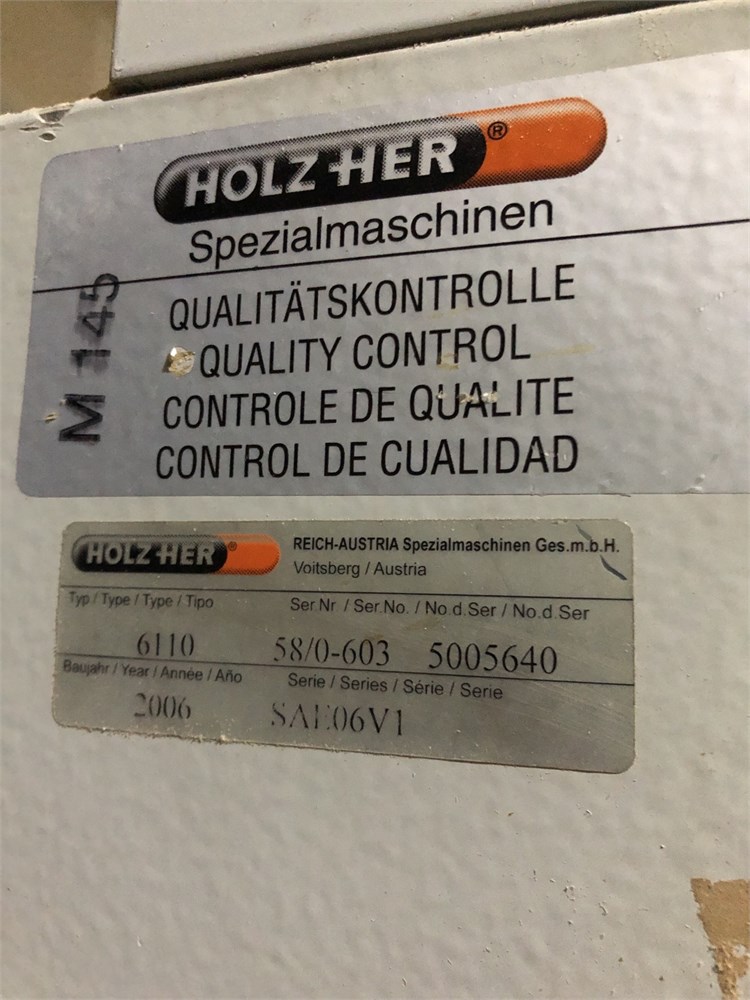 HOLZ-HER®
Spezialmaschinen
M 145
QUALITÄTSKONTROLLE
QUALITY CONTROL
CONTROLE DE QUALITE
CONTROL DE CUALIDAD
HOLZ-HER® REICH-AUSTRIA Spezialmaschinen Ges.m.b.H.
Voitsberg / Austria
Typ / Type / Type / Tipo Ser.Nr / Ser.No. / No d.Ser / No.d.Ser
6110 58/0-603 5005640
Baujahr / Year / Année / Año Serie / Series / Série / Serie
2006 SAE06V1